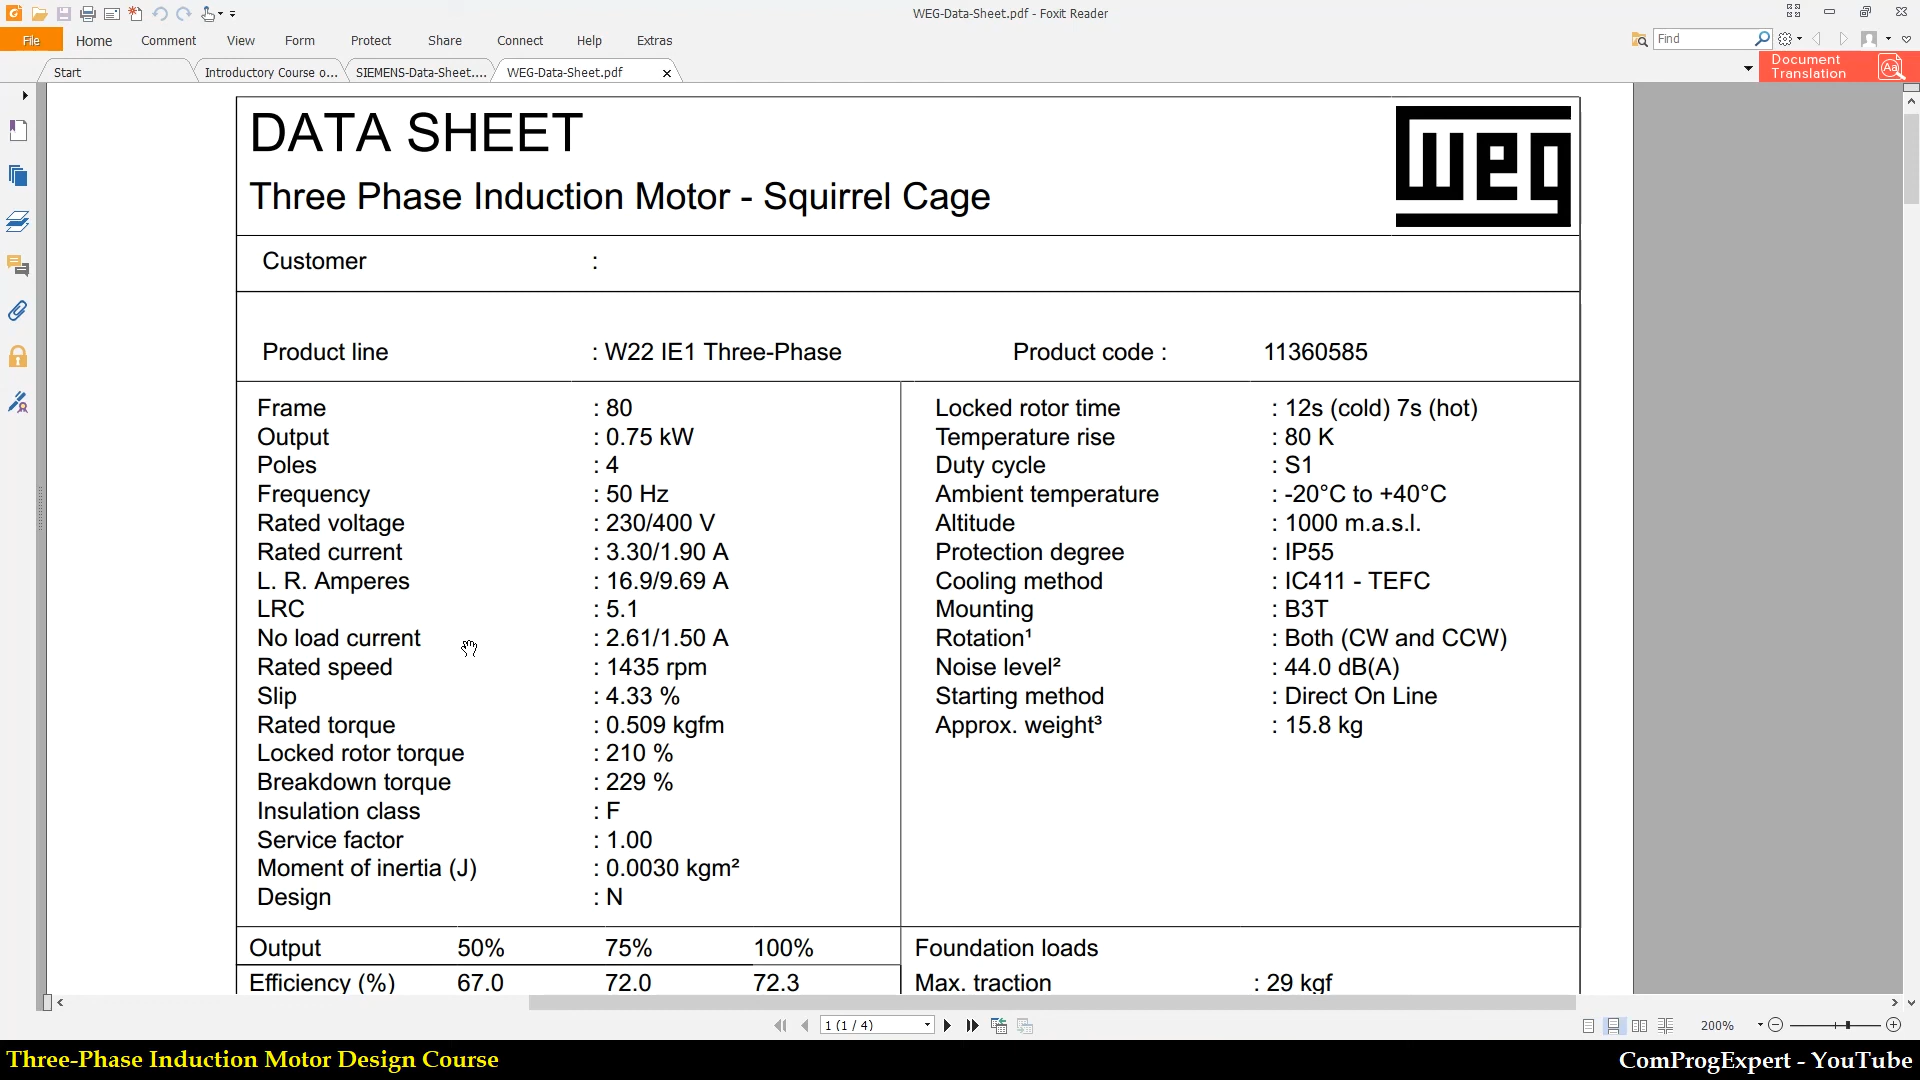 WEG-Data-Sheet.pdf - Foxit Reader
File Home Comment View Form Protect Share Connect Help Extras
Find
Start Introductory Course o... SIEMENS-Data-Sheet.... WEG-Data-Sheet.pdf
Document Translation
DATA SHEET
weg
Three Phase Induction Motor - Squirrel Cage
Customer :
Product line : W22 IE1 Three-Phase Product code : 11360585
Frame : 80 Locked rotor time : 12s (cold) 7s (hot)
Output : 0.75 kW Temperature rise : 80 K
Poles : 4 Duty cycle : S1
Frequency : 50 Hz Ambient temperature : -20°C to +40°C
Rated voltage : 230/400 V Altitude : 1000 m.a.s.l.
Rated current : 3.30/1.90 A Protection degree : IP55
L. R. Amperes : 16.9/9.69 A Cooling method : IC411 - TEFC
LRC : 5.1 Mounting : B3T
No load current : 2.61/1.50 A Rotation¹ : Both (CW and CCW)
Rated speed : 1435 rpm Noise level² : 44.0 dB(A)
Slip : 4.33 % Starting method : Direct On Line
Rated torque : 0.509 kgfm Approx. weight³ : 15.8 kg
Locked rotor torque : 210 %
Breakdown torque : 229 %
Insulation class : F
Service factor : 1.00
Moment of inertia (J) : 0.0030 kgm²
Design : N
Output 50% 75% 100% Foundation loads
Efficiency (%) 67.0 72.0 72.3 Max. traction : 29 kgf
1 (1 / 4) 200%
Three-Phase Induction Motor Design Course ComProgExpert - YouTube